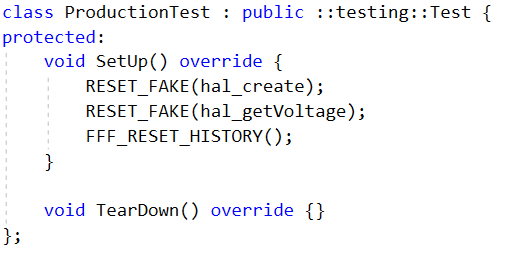 class ProductionTest : public ::testing::Test {
protected:
    void SetUp() override {
        RESET_FAKE(hal_create);
        RESET_FAKE(hal_getVoltage);
        FFF_RESET_HISTORY();
    }

    void TearDown() override {}
};